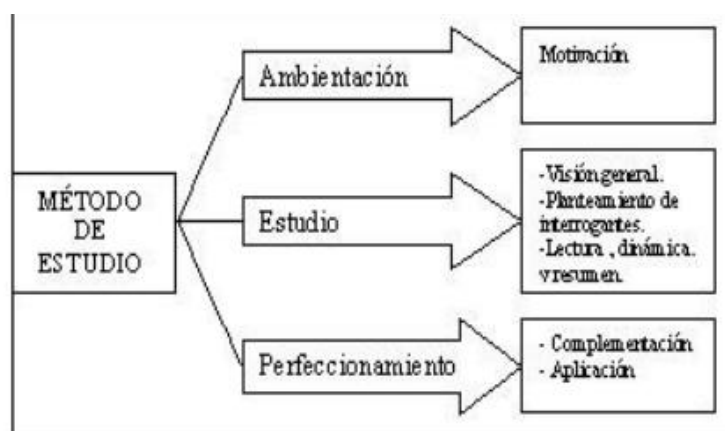 MÉTODO
DE
ESTUDIO
Ambientación
Motivación
Estudio
-Visión general.
-Planteamiento de
interrogantes.
-Lectura , dinámica.
y resumen.
Perfeccionamiento
- Complementación
- Aplicación